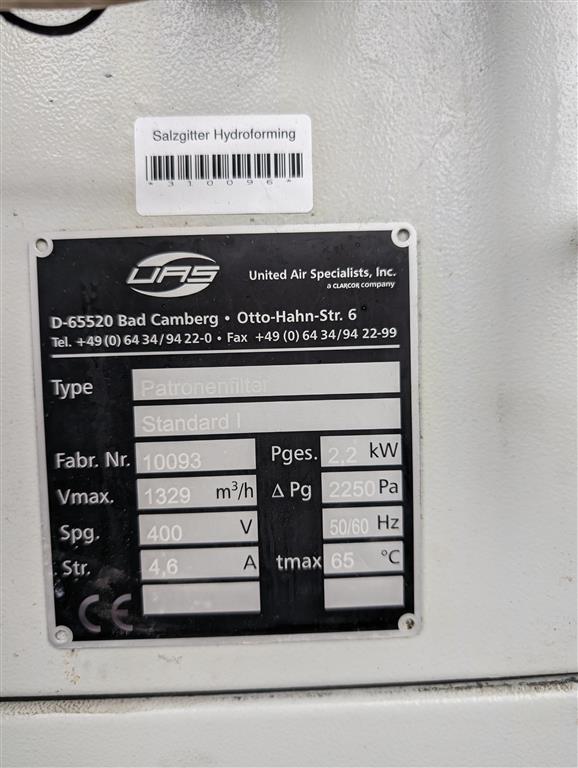 Salzgitter Hydroforming
*310096*
UAS
United Air Specialists, Inc.
a CLARCOR company
D-65520 Bad Camberg • Otto-Hahn-Str. 6
Tel. +49 (0) 64 34/94 22-0 • Fax +49 (0) 64 34/94 22-99
Type Patronenfilter
Standard I
Fabr. Nr. 10093 Pges. 2,2 kW
Vmax. 1329 m³/h Δ Pg 2250 Pa
Spg. 400 V 50/60 Hz
Str. 4,6 A tmax 65 °C
CE